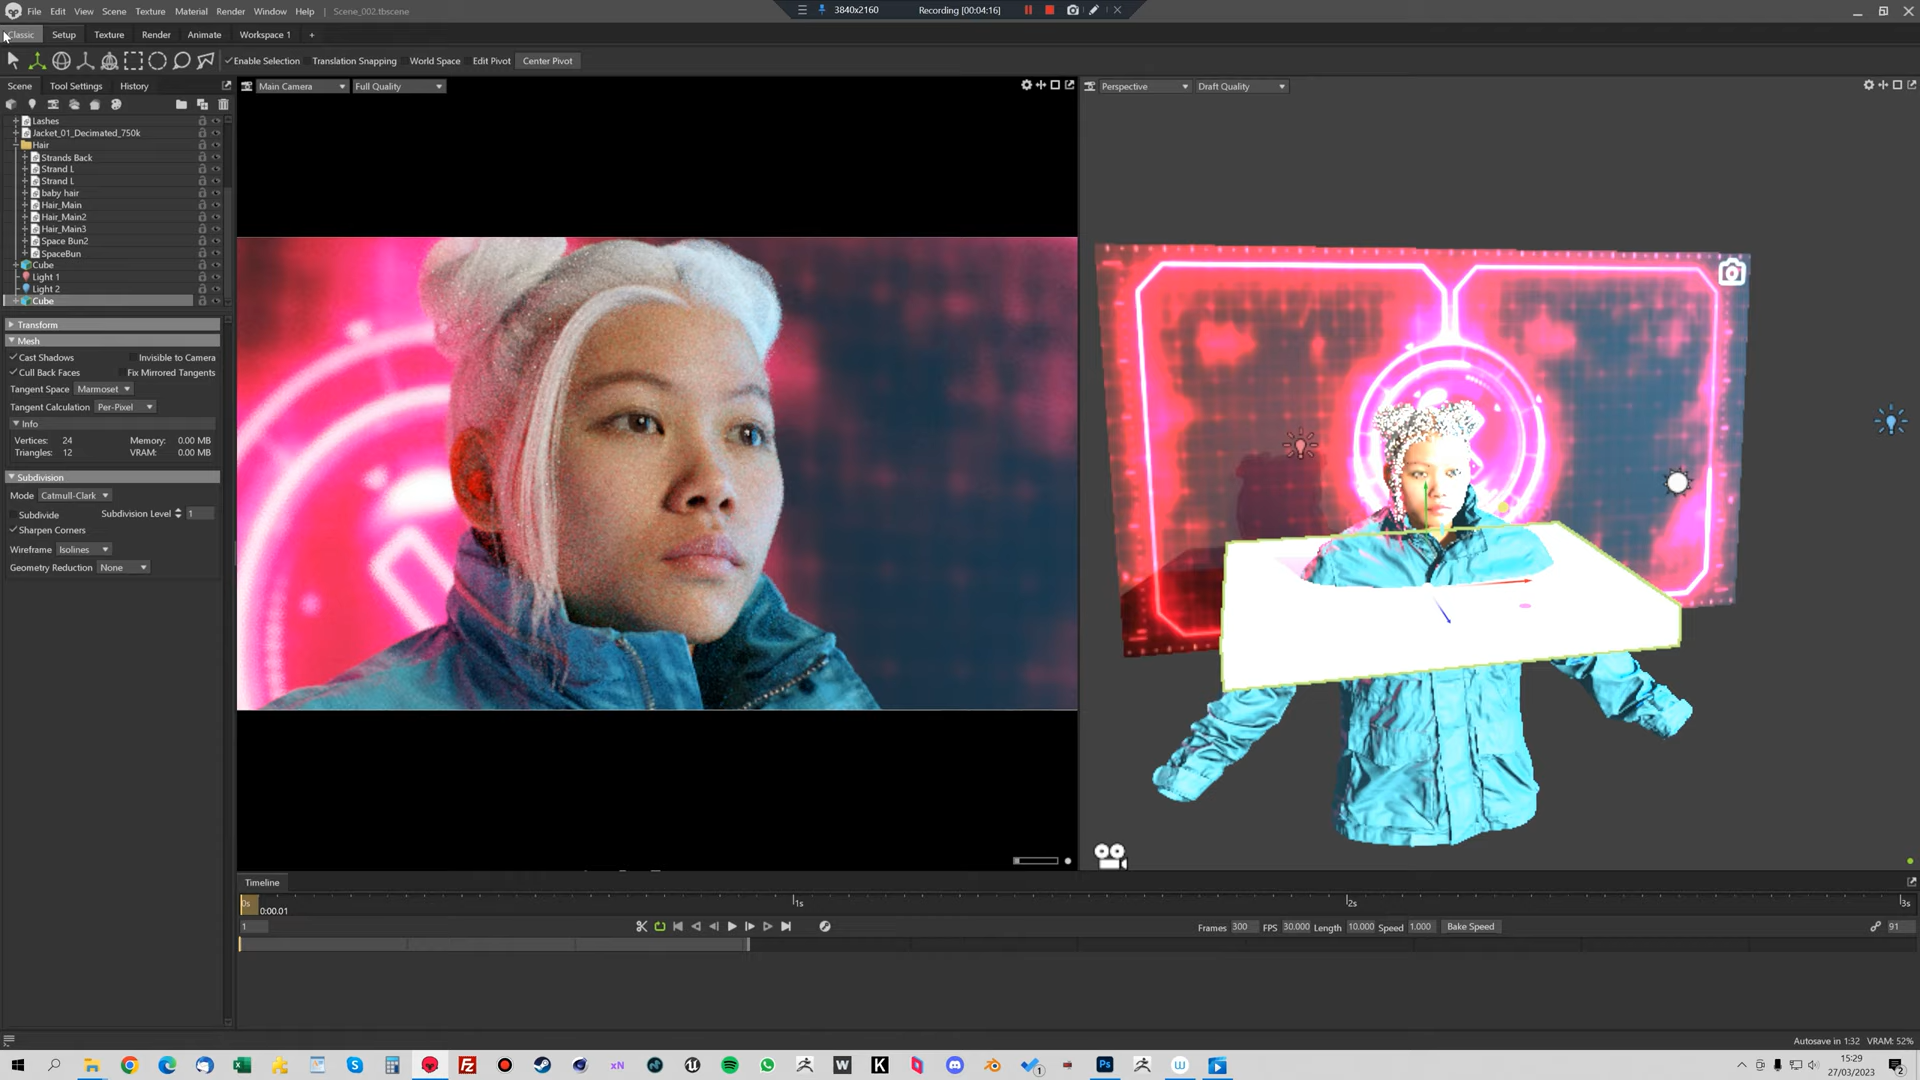 File Edit View Scene Texture Material Render Window Help Scene_002.tbscene
3840x2160 Recording [00:04:16]
Classic Setup Texture Render Animate Workspace 1 +
Enable Selection Translation Snapping World Space Edit Pivot Center Pivot
Scene Tool Settings History
Main Camera Full Quality
Perspective Draft Quality
Lashes
Jacket_01_Decimated_750k
Hair
Strands Back
Strand L
Strand L
baby hair
Hair_Main
Hair_Main2
Hair_Main3
Space Bun2
SpaceBun
Cube
Light 1
Light 2
Cube
Transform
Mesh
Cast Shadows Invisible to Camera
Cull Back Faces Fix Mirrored Tangents
Tangent Space Marmoset
Tangent Calculation Per-Pixel
Info
Vertices: 24 Memory: 0.00 MB
Triangles: 12 VRAM: 0.00 MB
Subdivision
Mode Catmull-Clark
Subdivide Subdivision Level 1
Sharpen Corners
Wireframe Isolines
Geometry Reduction None
Timeline
0s 1s 2s 3s
0:00.01
1 Frames 300 FPS 30.000 Length 10.000 Speed 1.000 Bake Speed 91
Autosave in 1:32 VRAM: 52%
15:29
27/03/2023